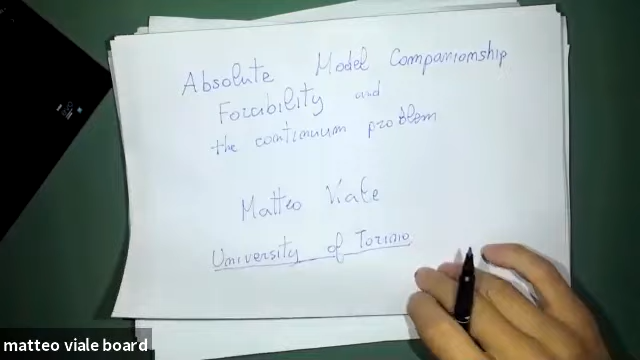 Absolute Model Companionship
Forcibility and
the continuum problem
Matteo Viale
University of Torino
matteo viale board